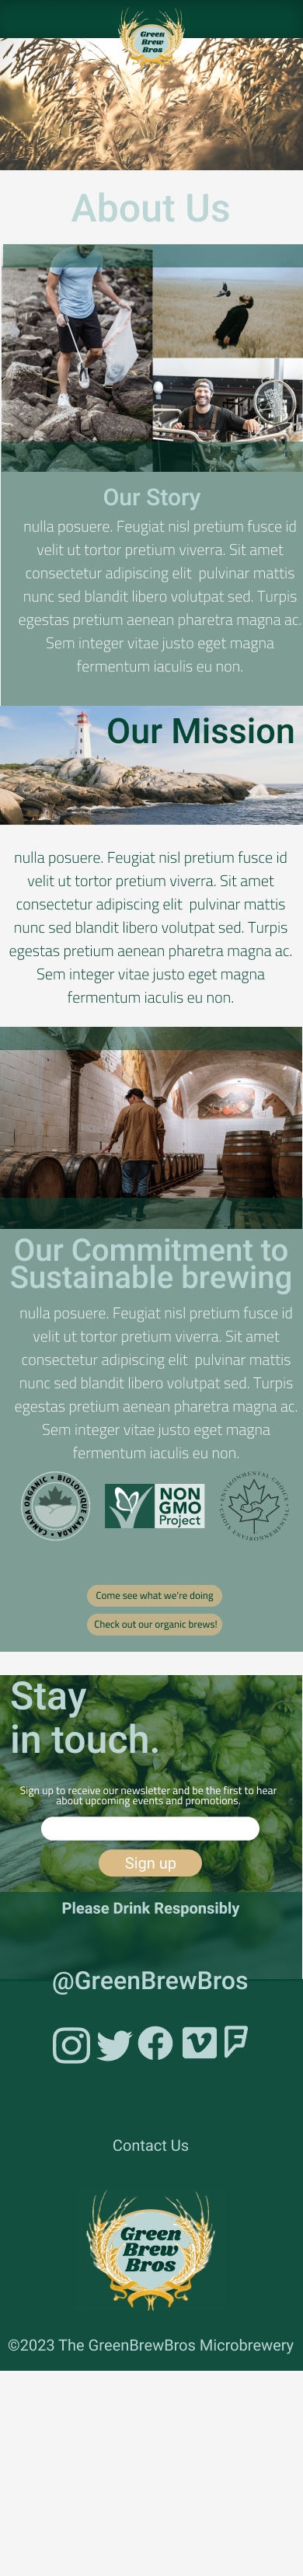 Green
Brew
Bros
About Us
Our Story
nulla posuere. Feugiat nisl pretium fusce id
velit ut tortor pretium viverra. Sit amet
consectetur adipiscing elit  pulvinar mattis
nunc sed blandit libero volutpat sed. Turpis
egestas pretium aenean pharetra magna ac.
Sem integer vitae justo eget magna
fermentum iaculis eu non.
Our Mission
nulla posuere. Feugiat nisl pretium fusce id
velit ut tortor pretium viverra. Sit amet
consectetur adipiscing elit  pulvinar mattis
nunc sed blandit libero volutpat sed. Turpis
egestas pretium aenean pharetra magna ac.
Sem integer vitae justo eget magna
fermentum iaculis eu non.
Our Commitment to
Sustainable brewing
nulla posuere. Feugiat nisl pretium fusce id
velit ut tortor pretium viverra. Sit amet
consectetur adipiscing elit  pulvinar mattis
nunc sed blandit libero volutpat sed. Turpis
egestas pretium aenean pharetra magna ac.
Sem integer vitae justo eget magna
fermentum iaculis eu non.
ORGANIC • BIOLOGIQUE
CANADA CANADA
NON
GMO
Project
ENVIRONMENTAL CHOICE
Come see what we're doing
Check out our organic brews!
Stay
in touch.
Sign up to receive our newsletter and be the first to hear
about upcoming events and promotions.
Sign up
Please Drink Responsibly
@GreenBrewBros
Contact Us
Green
Brew
Bros
©2023 The GreenBrewBros Microbrewery